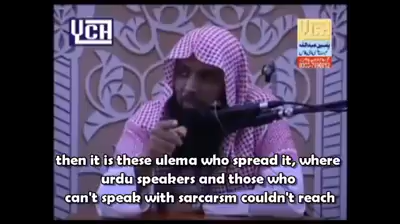 YCH
then it is these ulema who spread it, where
urdu speakers and those who
can't speak with sarcarsm couldn't reach